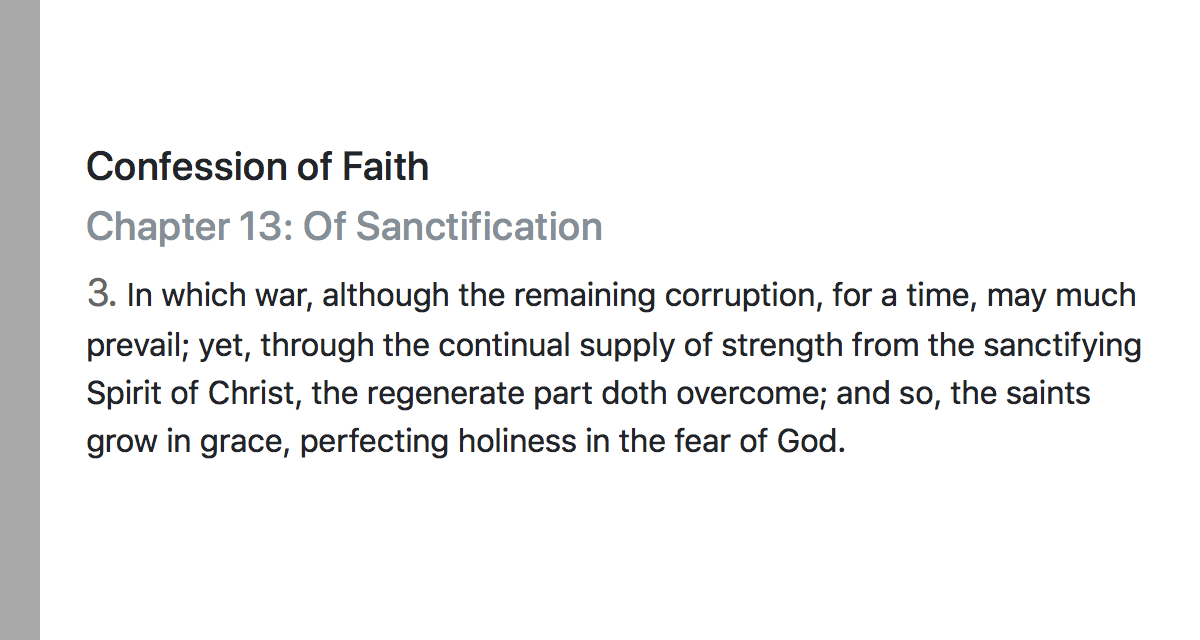 Confession of Faith
Chapter 13: Of Sanctification
3. In which war, although the remaining corruption, for a time, may much
prevail; yet, through the continual supply of strength from the sanctifying
Spirit of Christ, the regenerate part doth overcome; and so, the saints
grow in grace, perfecting holiness in the fear of God.